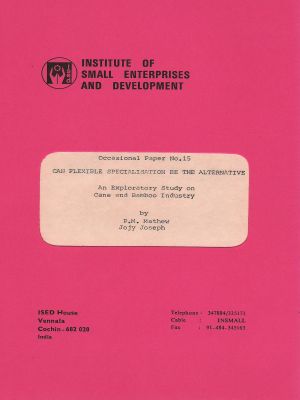 INSTITUTE OF
SMALL ENTERPRISES
AND DEVELOPMENT
Occasional Paper No.15
CAN FLEXIBLE SPECIALISATION BE THE ALTERNATIVE
An Exploratory Study on
Cane and Bamboo Industry
by
P.M. Mathew
Jojy Joseph
ISED House
Vennala
Cochin-682 028
India
Telephone :
Cable : INSMALL
Fax : 91-484-